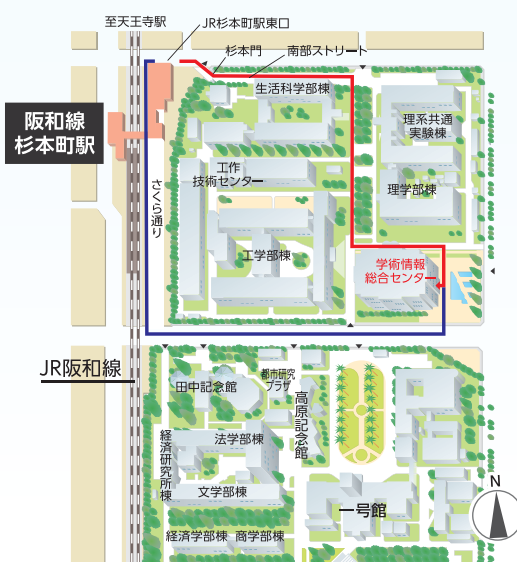 至天王寺駅
JR杉本町駅東口
杉本門
南部ストリート
生活科学部棟
阪和線
杉本町駅
理系共通
実験棟
工作
技術センター
理学部棟
さくら通り
工学部棟
学術情報
総合センター
JR阪和線
田中記念館
都市研究
プラザ
高原記念館
経済研究所棟
法学部棟
文学部棟
一号館
N
経済学部棟
商学部棟